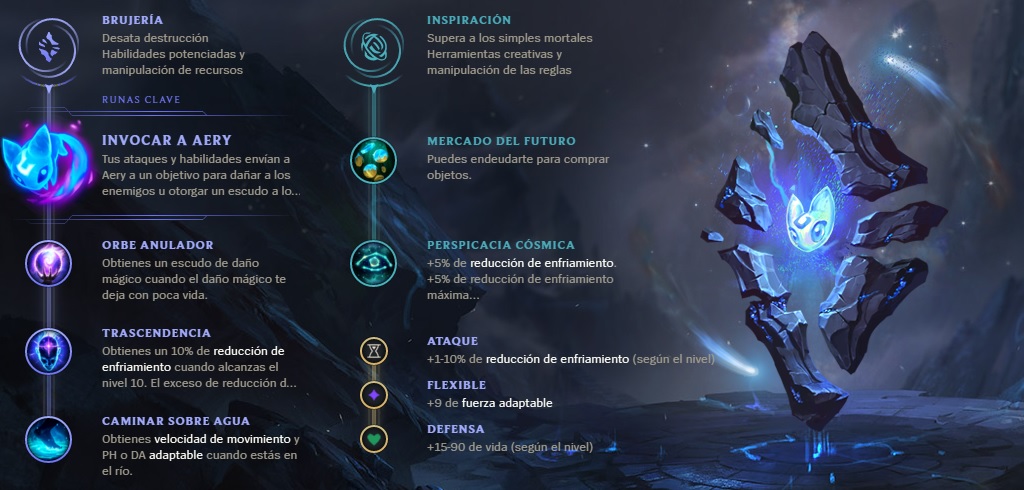 BRUJERÍA
Desata destrucción
Habilidades potenciadas y
manipulación de recursos
RUNAS CLAVE
INVOCAR A AERY
Tus ataques y habilidades envían a
Aery a un objetivo para dañar a los
enemigos u otorgar un escudo a lo...
ORBE ANULADOR
Obtienes un escudo de daño
mágico cuando el daño mágico te
deja con poca vida.
TRASCENDENCIA
Obtienes un 10% de reducción de
enfriamiento cuando alcanzas el
nivel 10. El exceso de reducción d...
CAMINAR SOBRE AGUA
Obtienes velocidad de movimiento y
PH o DA adaptable cuando estás en
el río.
INSPIRACIÓN
Supera a los simples mortales
Herramientas creativas y
manipulación de las reglas
MERCADO DEL FUTURO
Puedes endeudarte para comprar
objetos.
PERSPICACIA CÓSMICA
+5% de reducción de enfriamiento.
+5% de reducción de enfriamiento
máxima...
ATAQUE
+1-10% de reducción de enfriamiento (según el nivel)
FLEXIBLE
+9 de fuerza adaptable
DEFENSA
+15-90 de vida (según el nivel)